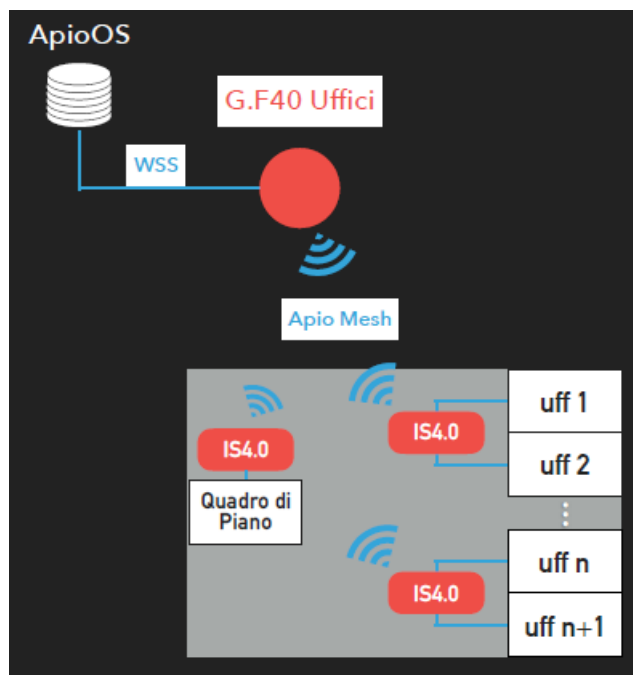 ApioOS
G.F40 Uffici
WSS
Apio Mesh
uff 1
IS4.0
IS4.0
uff 2
Quadro di
Piano
uff n
IS4.0
uff n+1